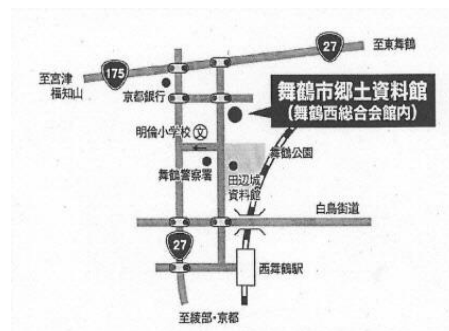 27
至東舞鶴
175
至宮津
福知山
京都銀行
舞鶴市郷土資料館
(舞鶴西総合会館内)
明倫小学校
文
舞鶴公園
舞鶴警察署
田辺城
資料館
白鳥街道
27
西舞鶴駅
至綾部・京都